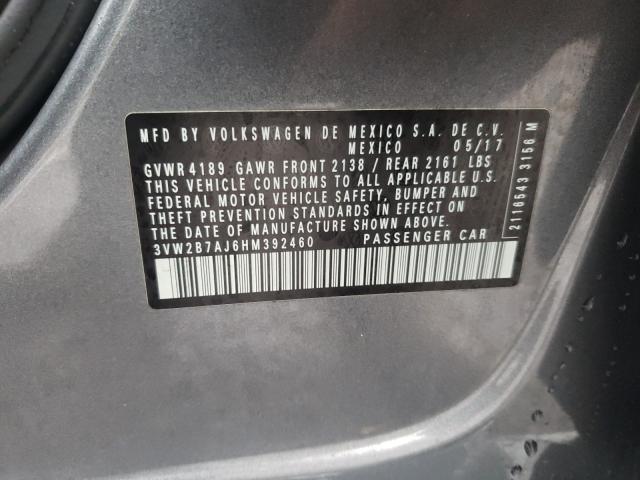 MFD BY VOLKSWAGEN DE MEXICO S.A. DE C.V.
MEXICO 05/17
GVWR 4189 GAWR FRONT 2138 / REAR 2161 LBS
THIS VEHICLE CONFORMS TO ALL APPLICABLE U.S.
FEDERAL MOTOR VEHICLE SAFETY, BUMPER AND
THEFT PREVENTION STANDARDS IN EFFECT ON
THE DATE OF MANUFACTURE SHOWN ABOVE.
3VW2B7AJ6HM392460 PASSENGER CAR
2116543 3156 M